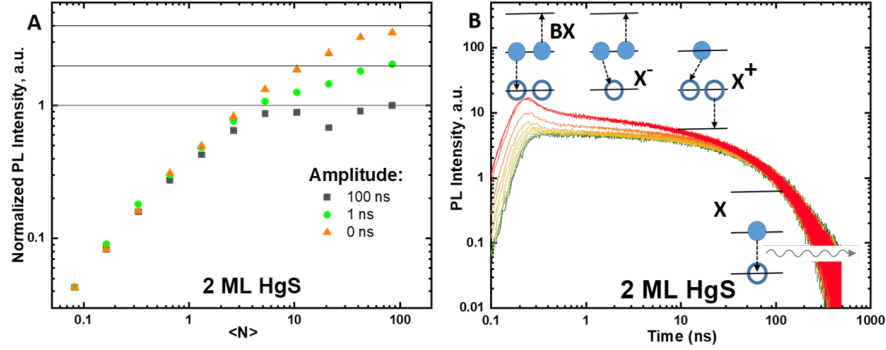 A
Normalized PL Intensity, a.u.
1
0.1
Amplitude:
100 ns
1 ns
0 ns
2 ML HgS
0.1
1
10
100
<N>
B
PL Intensity. a.u.
100
10
1
0.1
0.01
BX
X⁻
X⁺
X
2 ML HgS
0.1
1
10
100
1000
Time (ns)